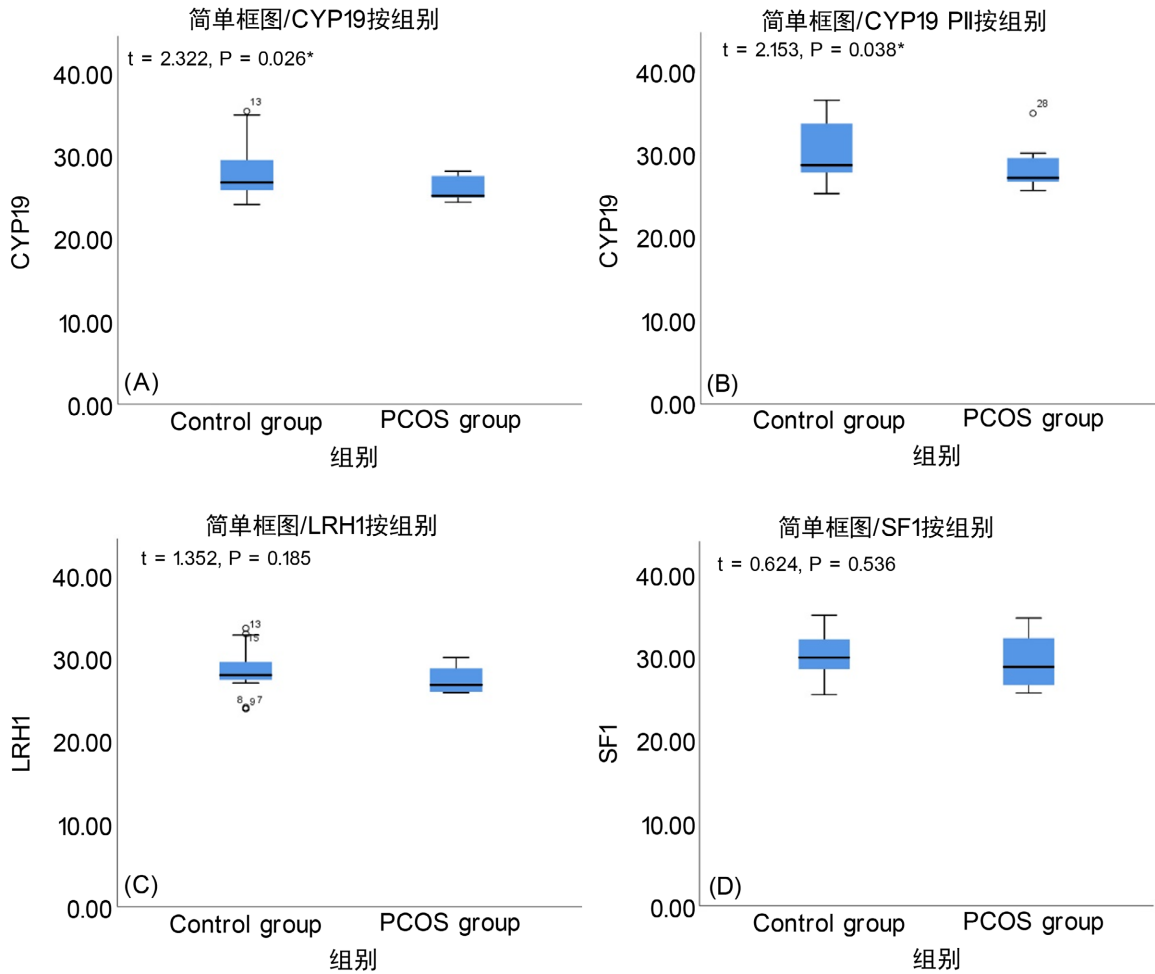 简单框图/CYP19按组别
t = 2.322, P = 0.026*
40.00
30.00
20.00
10.00
0.00
CYP19
13
(A)
Control group
PCOS group
组别
简单框图/CYP19 PⅡ按组别
t = 2.153, P = 0.038*
40.00
30.00
20.00
10.00
0.00
CYP19
28
(B)
Control group
PCOS group
组别
简单框图/LRH1按组别
t = 1.352, P = 0.185
40.00
30.00
20.00
10.00
0.00
LRH1
13
15
8 9 7
(C)
Control group
PCOS group
组别
简单框图/SF1按组别
t = 0.624, P = 0.536
40.00
30.00
20.00
10.00
0.00
SF1
(D)
Control group
PCOS group
组别